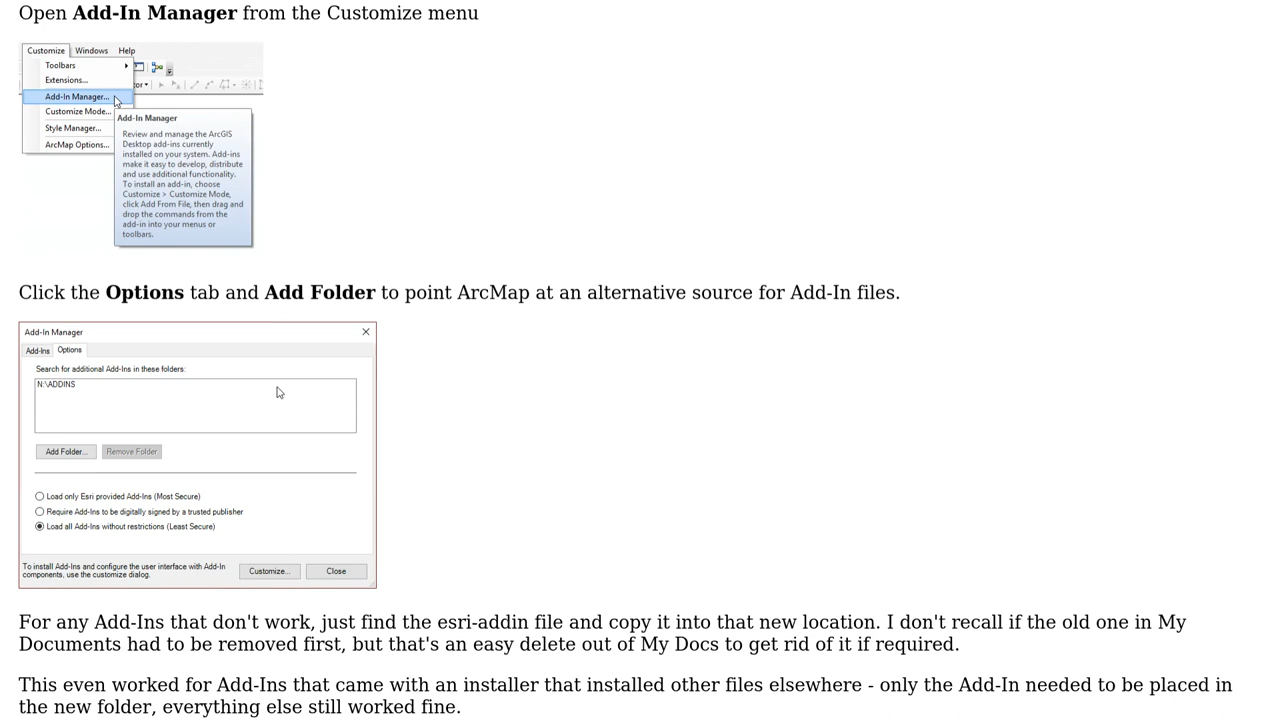 Open Add-In Manager from the Customize menu
Customize Windows Help
Toolbars
Extensions...
Add-In Manager...
Customize Mode...
Style Manager...
ArcMap Options...
or
Add-In Manager
Review and manage the ArcGIS
Desktop add-ins currently
installed on your system. Add-ins
make it easy to develop, distribute
and use additional functionality.
To install an add-in, choose
Customize > Customize Mode,
click Add From File, then drag and
drop the commands from the
add-in into your menus or
toolbars.
Click the Options tab and Add Folder to point ArcMap at an alternative source for Add-In files.
Add-In Manager
Add-Ins Options
Search for additional Add-Ins in these folders:
N:\ADDINS
Add Folder... Remove Folder
Load only Esri provided Add-Ins (Most Secure)
Require Add-Ins to be digitally signed by a trusted publisher
Load all Add-Ins without restrictions (Least Secure)
To install Add-Ins and configure the user interface with Add-In
components, use the customize dialog.
Customize... Close
For any Add-Ins that don't work, just find the esri-addin file and copy it into that new location. I don't recall if the old one in My
Documents had to be removed first, but that's an easy delete out of My Docs to get rid of it if required.
This even worked for Add-Ins that came with an installer that installed other files elsewhere - only the Add-In needed to be placed in
the new folder, everything else still worked fine.